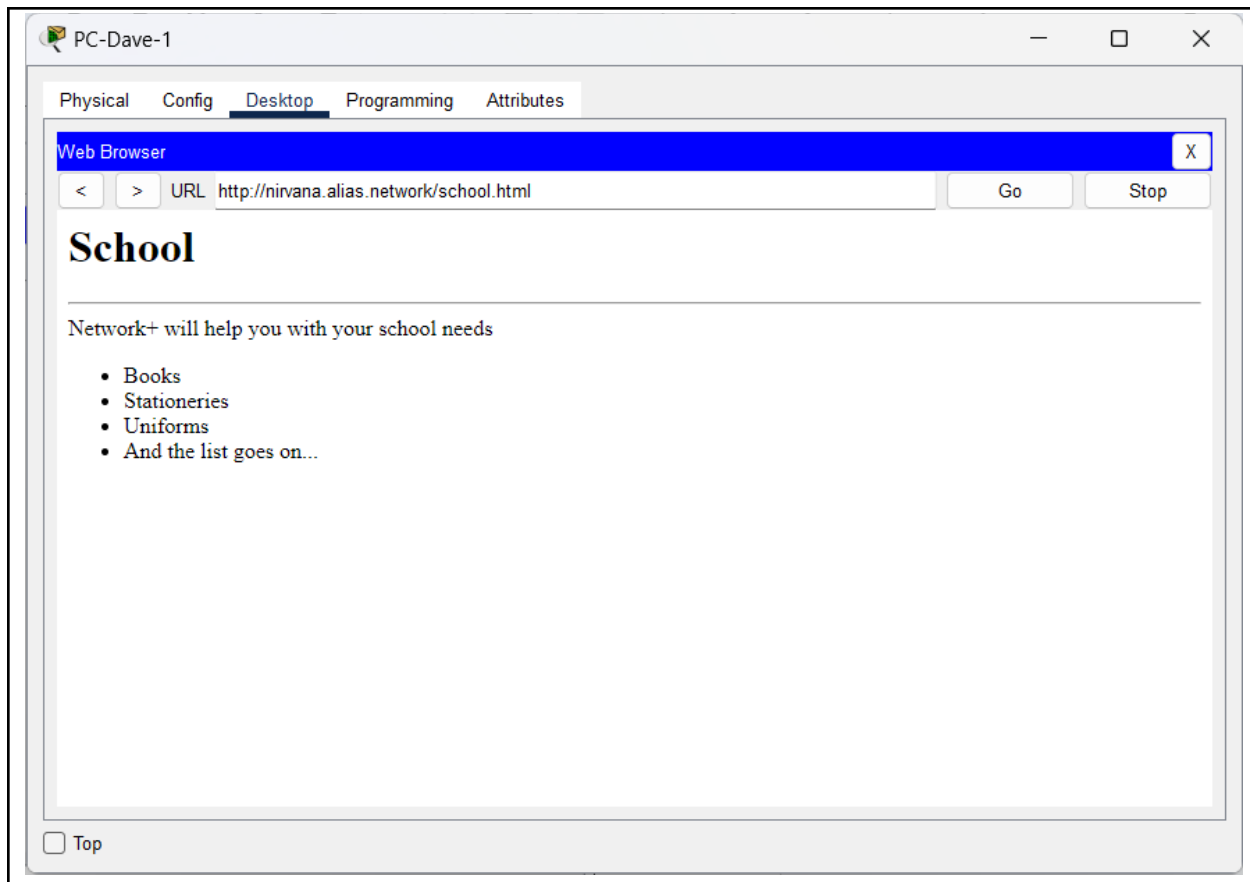 PC-Dave-1
Physical Config Desktop Programming Attributes
Web Browser X
< > URL http://nirvana.alias.network/school.html Go Stop
School
Network+ will help you with your school needs
• Books
• Stationeries
• Uniforms
• And the list goes on...
Top